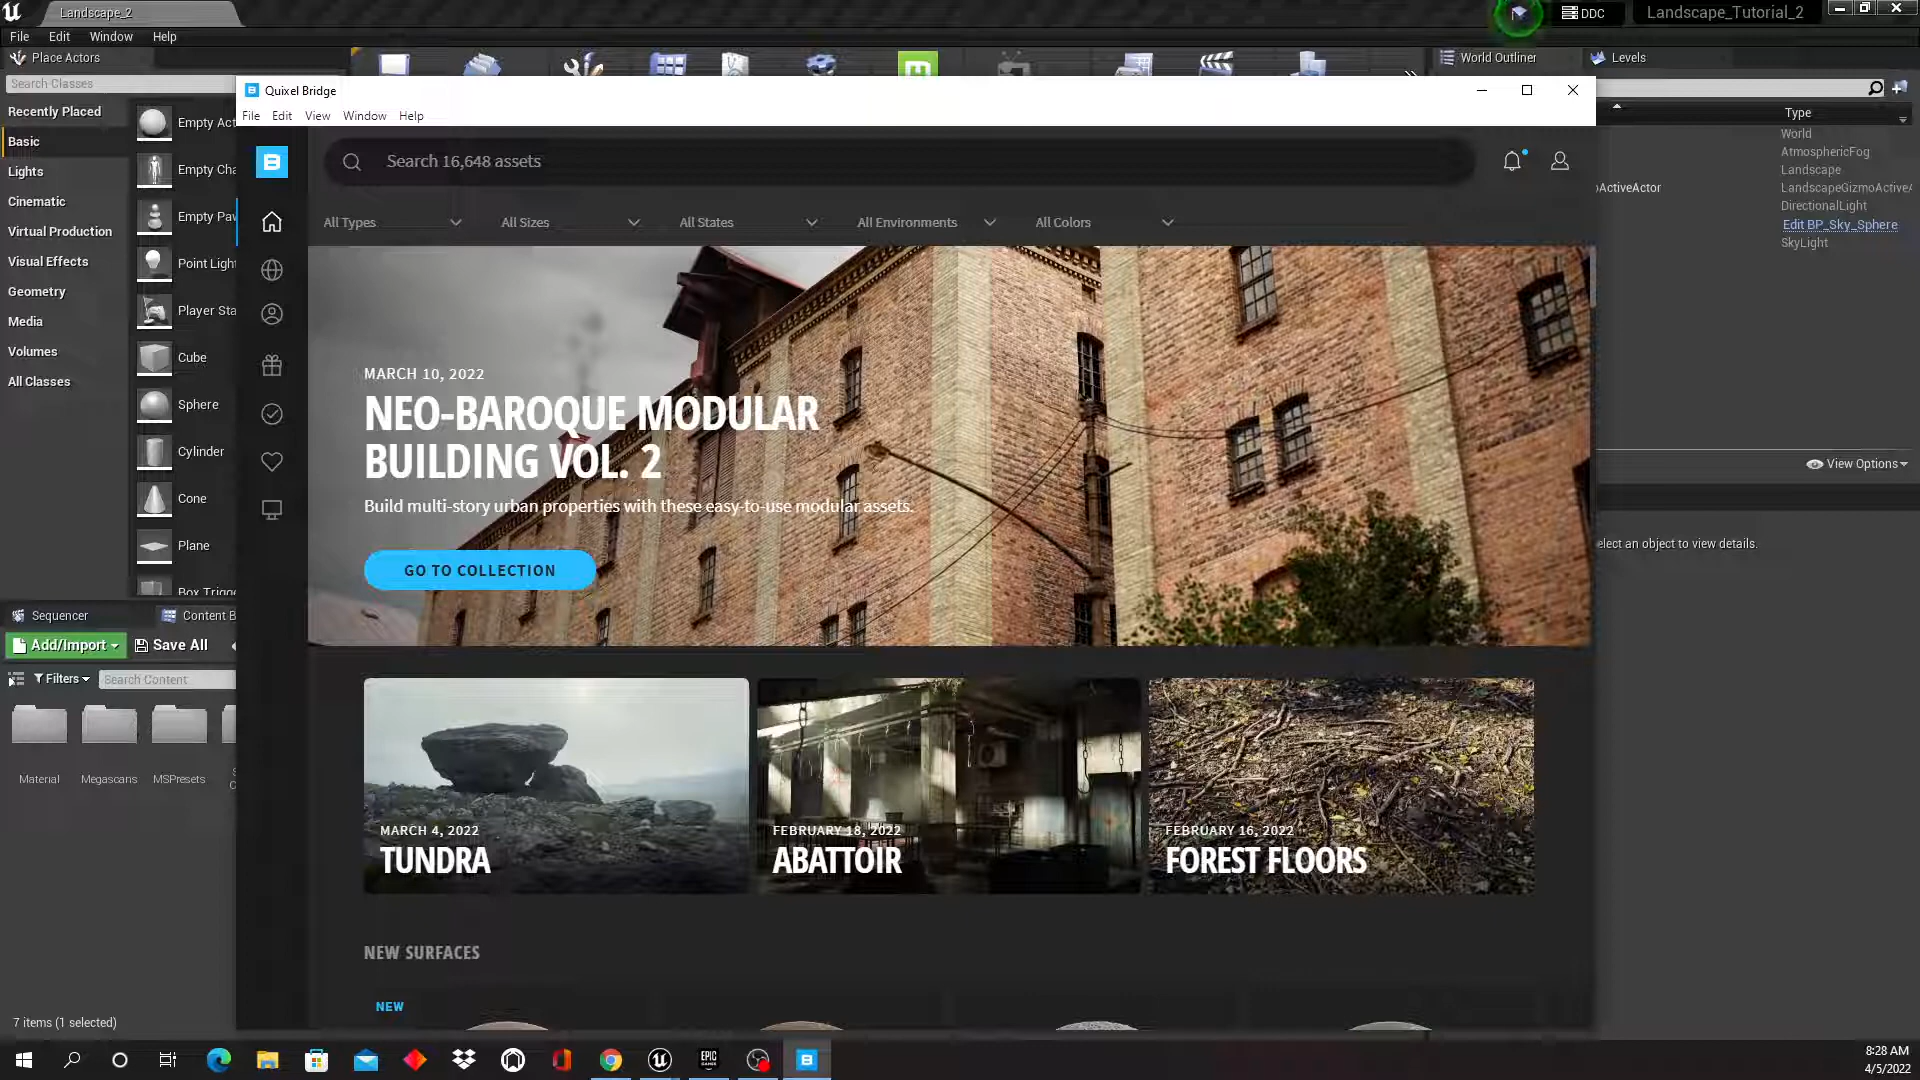 Landscape_2
DDC
Landscape_Tutorial_2
File Edit Window Help
Place Actors
World Outliner
Levels
Search Classes
Quixel Bridge
File Edit View Window Help
Search 16,648 assets
All Types
All Sizes
All States
All Environments
All Colors
Recently Placed
Basic
Lights
Cinematic
Virtual Production
Visual Effects
Geometry
Media
Volumes
All Classes
Empty Act
Empty Cha
Empty Paw
Point Light
Player Sta
Cube
Sphere
Cylinder
Cone
Plane
Box Trigge
Type
World
AtmosphericFog
Landscape
oActiveActor
LandscapeGizmoActiveA
DirectionalLight
Edit BP_Sky_Sphere
SkyLight
View Options
elect an object to view details.
MARCH 10, 2022
NEO-BAROQUE MODULAR
BUILDING VOL. 2
Build multi-story urban properties with these easy-to-use modular assets.
GO TO COLLECTION
MARCH 4, 2022
TUNDRA
FEBRUARY 18, 2022
ABATTOIR
FEBRUARY 16, 2022
FOREST FLOORS
NEW SURFACES
NEW
Sequencer
Content B
Add/Import
Save All
Filters
Search Content
Material
Megascans
MSPresets
7 items (1 selected)
EPIC
GAMES
8:28 AM
4/5/2022